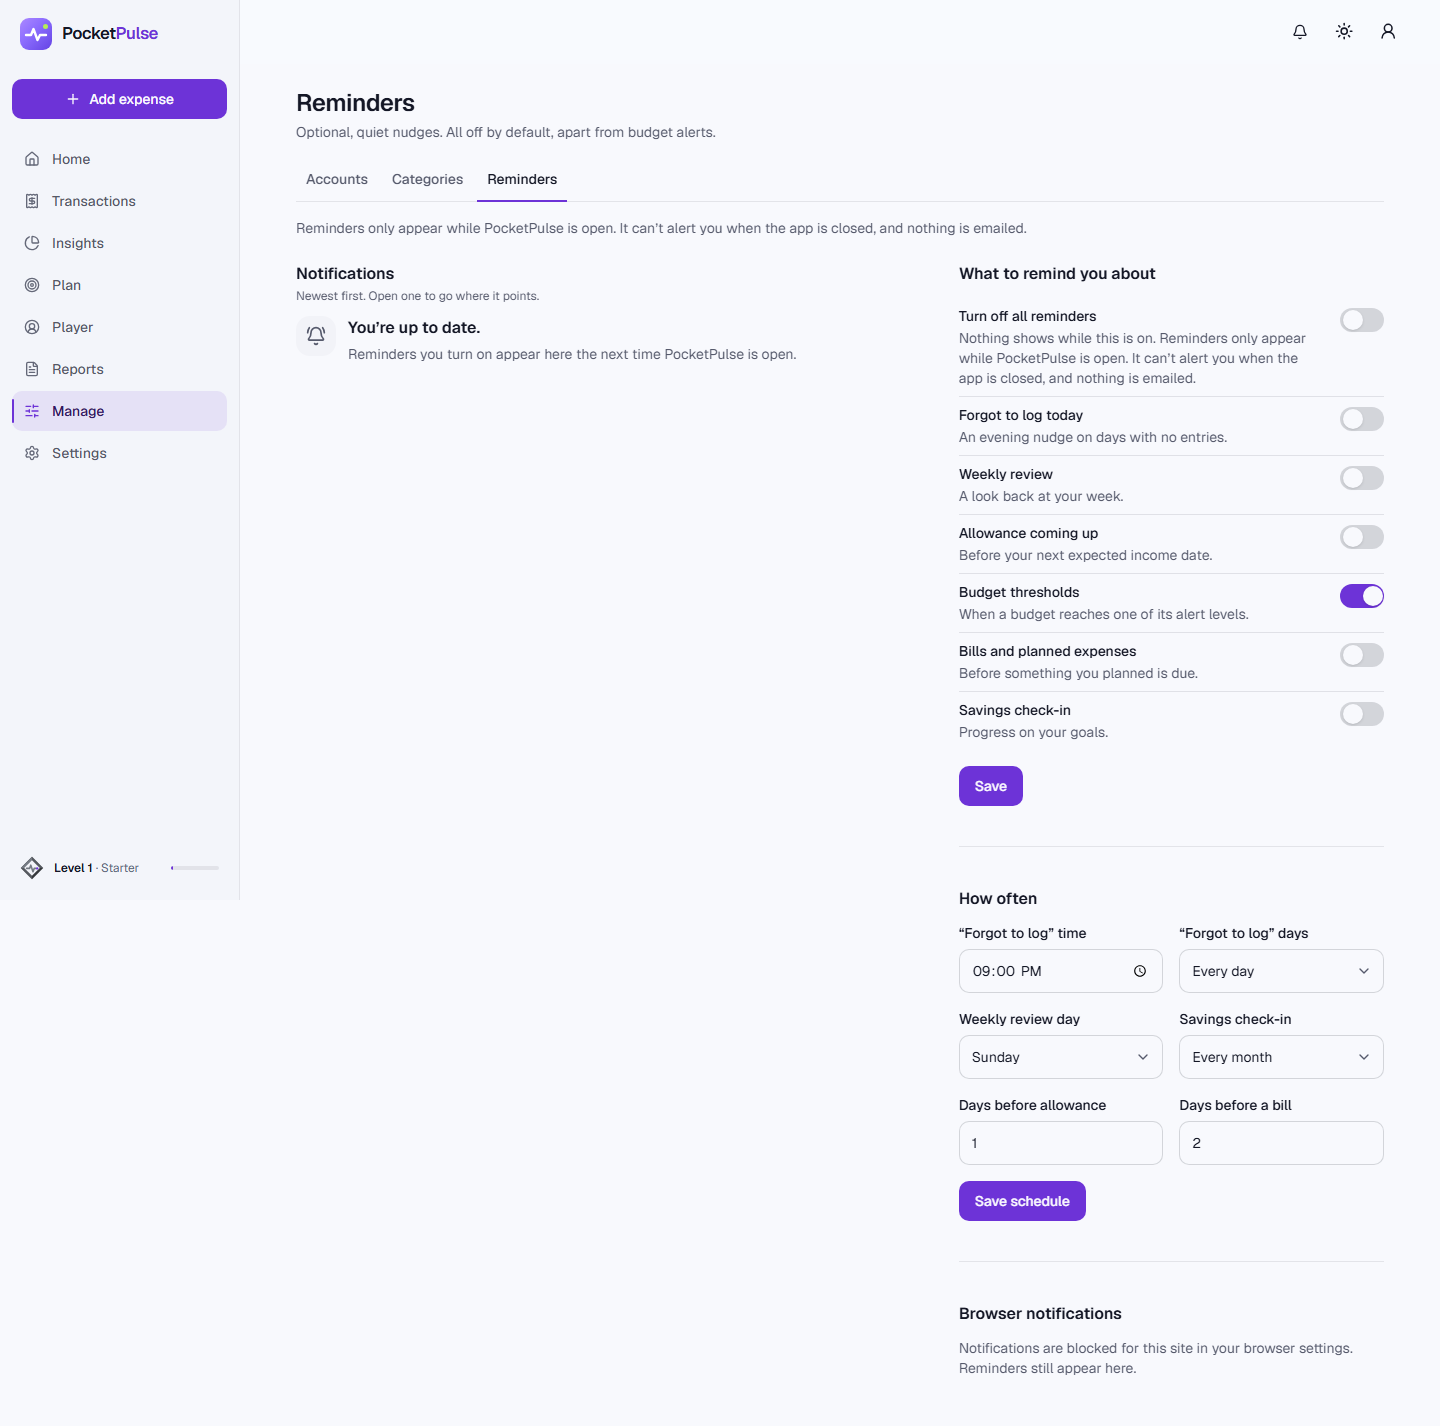 PocketPulse
Add expense
Home
Transactions
Insights
Plan
Player
Reports
Manage
Settings
Level 1 · Starter
Reminders
Optional, quiet nudges. All off by default, apart from budget alerts.
Accounts
Categories
Reminders
Reminders only appear while PocketPulse is open. It can’t alert you when the app is closed, and nothing is emailed.
Notifications
Newest first. Open one to go where it points.
You’re up to date.
Reminders you turn on appear here the next time PocketPulse is open.
What to remind you about
Turn off all reminders
Nothing shows while this is on. Reminders only appear
while PocketPulse is open. It can’t alert you when the
app is closed, and nothing is emailed.
Forgot to log today
An evening nudge on days with no entries.
Weekly review
A look back at your week.
Allowance coming up
Before your next expected income date.
Budget thresholds
When a budget reaches one of its alert levels.
Bills and planned expenses
Before something you planned is due.
Savings check-in
Progress on your goals.
Save
How often
“Forgot to log” time
“Forgot to log” days
09:00 PM
Every day
Weekly review day
Savings check-in
Sunday
Every month
Days before allowance
Days before a bill
1
2
Save schedule
Browser notifications
Notifications are blocked for this site in your browser settings.
Reminders still appear here.